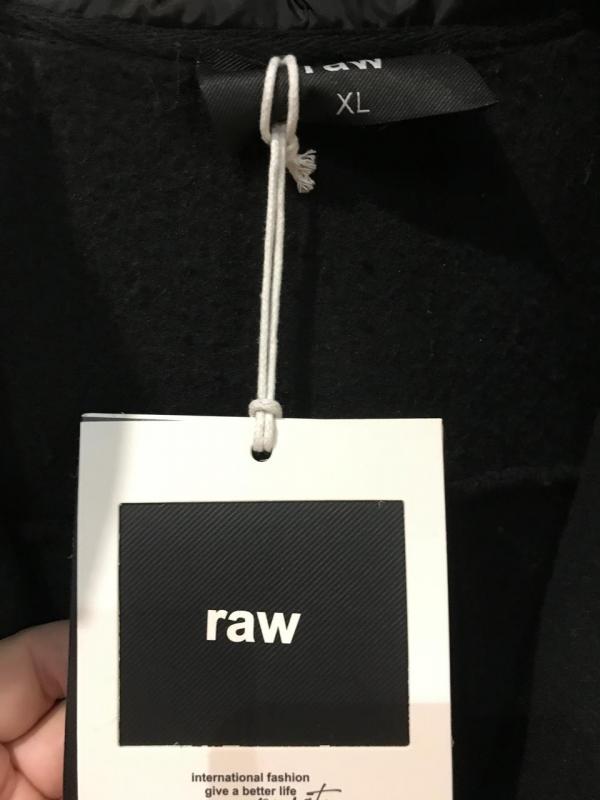 raw
XL
raw
international fashion
give a better life